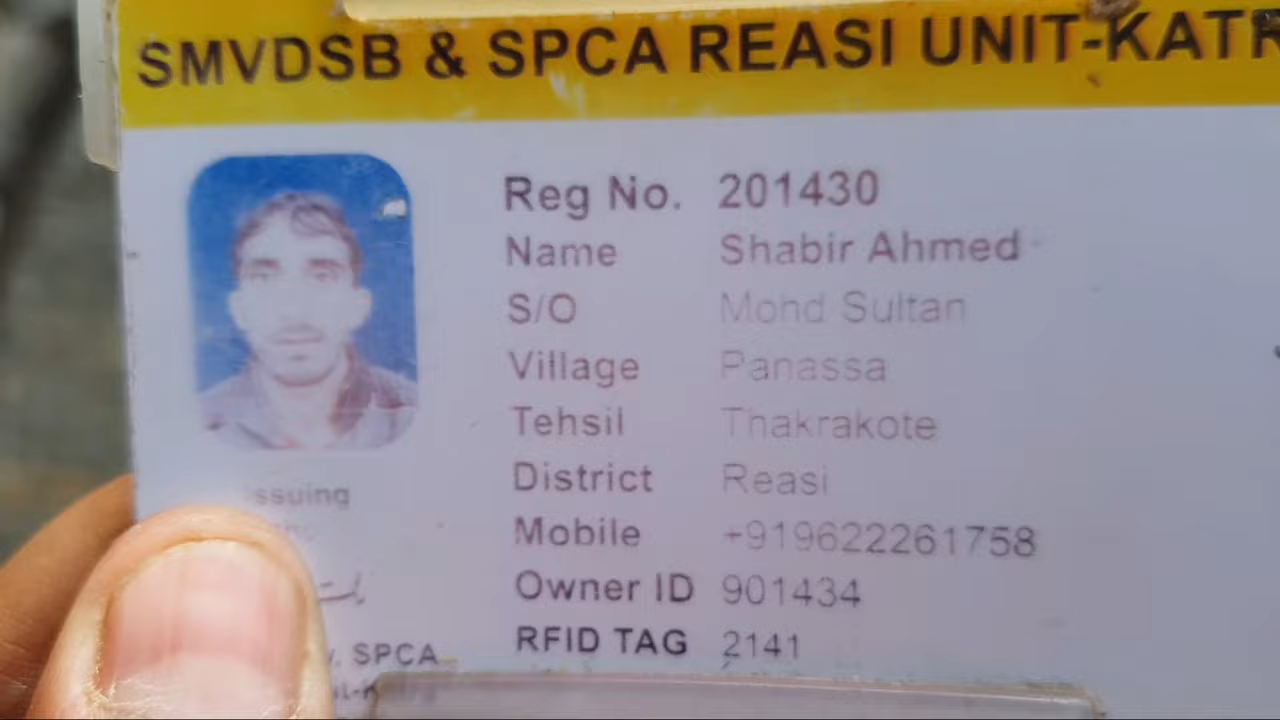 SMVDSB & SPCA REASI UNIT-KATR
Reg No. 201430
Name Shabir Ahmed
S/O Mohd Sultan
Village Panassa
Tehsil Thakrakote
District Reasi
Mobile +919622261758
Owner ID 901434
RFID TAG 2141
Issuing
SPCA